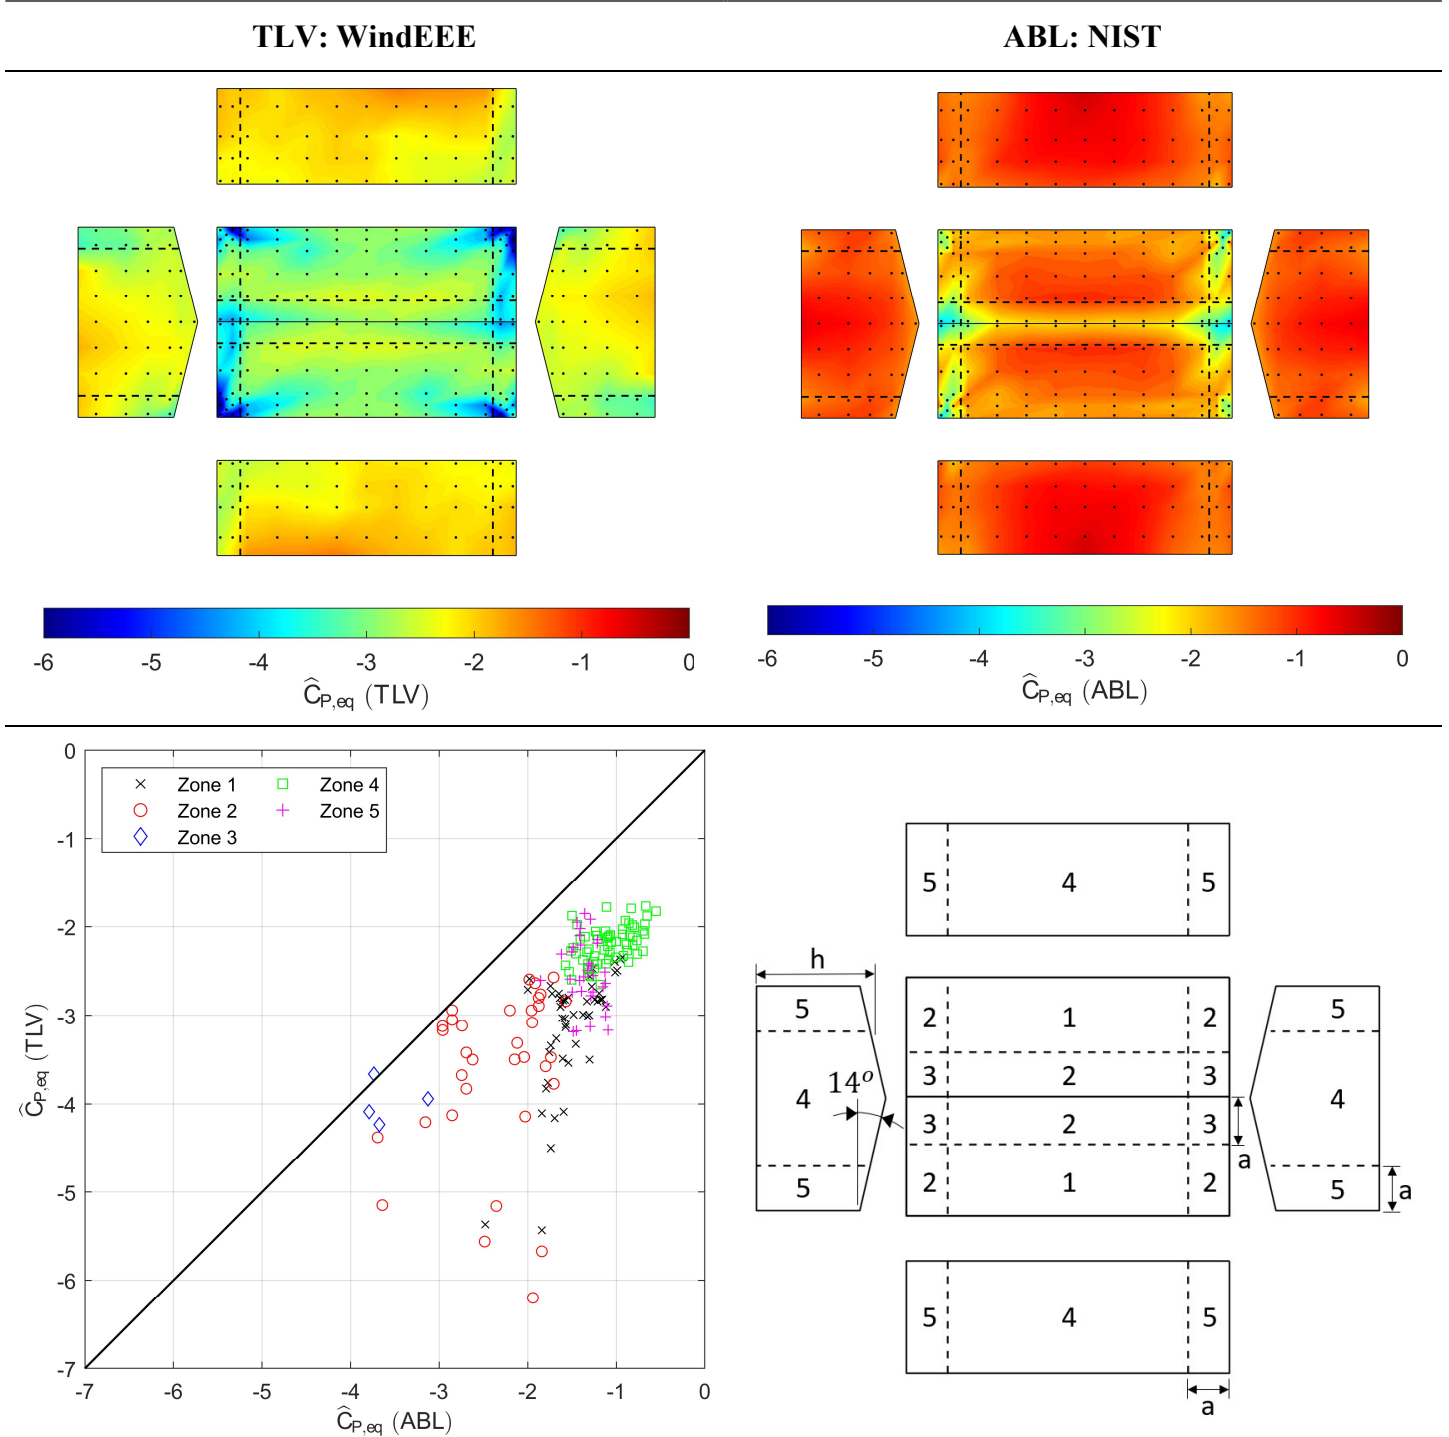 TLV: WindEEE
ABL: NIST
-6 -5 -4 -3 -2 -1 0
ĈP,eq (TLV)
-6 -5 -4 -3 -2 -1 0
ĈP,eq (ABL)
0
-1
-2
-3
-4
-5
-6
-7
ĈP,eq (TLV)
Zone 1 Zone 4
Zone 2 Zone 5
Zone 3
-7 -6 -5 -4 -3 -2 -1 0
ĈP,eq (ABL)
5 4 5
h
5 2 1 2 5
3 2 3
14º
4 4
3 2 3
a
5 2 1 2 5 a
5 4 5
a